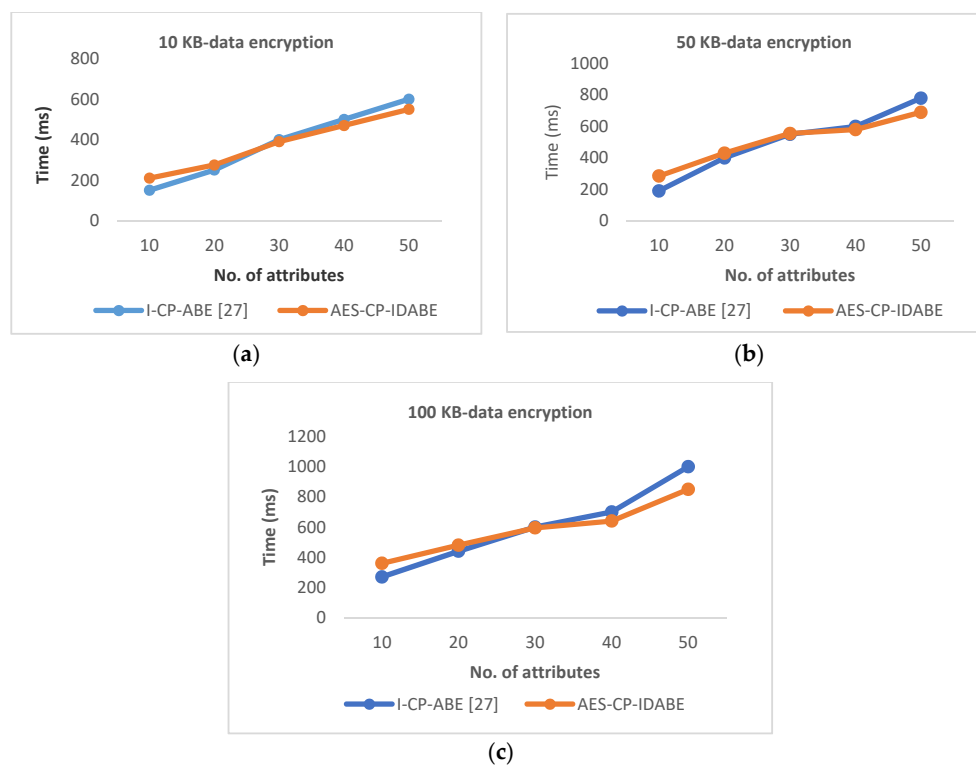 10 KB-data encryption
800
600
400
200
0
Time (ms)
10 20 30 40 50
No. of attributes
I-CP-ABE [27] AES-CP-IDABE
(a)
50 KB-data encryption
1000
800
600
400
200
0
Time (ms)
10 20 30 40 50
No. of attributes
I-CP-ABE [27] AES-CP-IDABE
(b)
100 KB-data encryption
1200
1000
800
600
400
200
0
Time (ms)
10 20 30 40 50
No. of attributes
I-CP-ABE [27] AES-CP-IDABE
(c)